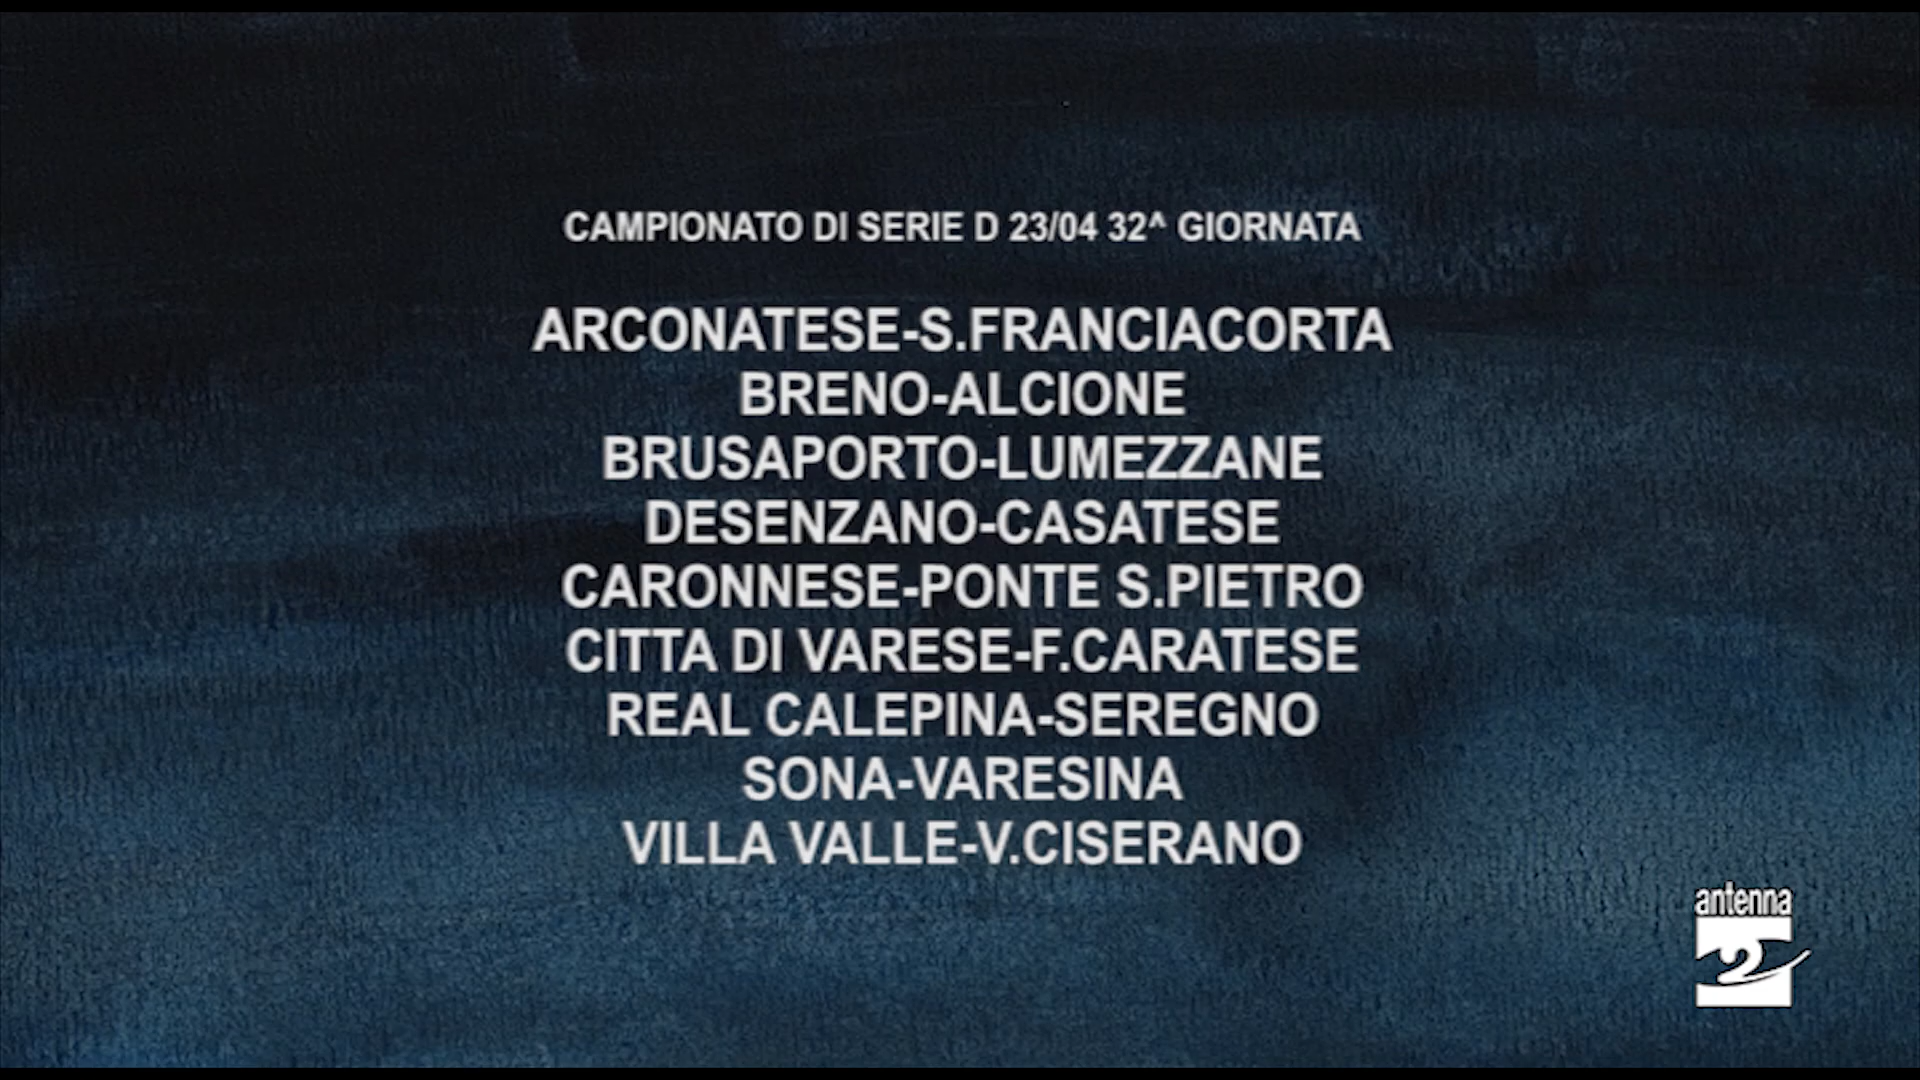 CAMPIONATO DI SERIE D 23/04 32^ GIORNATA
ARCONATESE-S.FRANCIACORTA
BRENO-ALCIONE
BRUSAPORTO-LUMEZZANE
DESENZANO-CASATESE
CARONNESE-PONTE S.PIETRO
CITTA DI VARESE-F.CARATESE
REAL CALEPINA-SEREGNO
SONA-VARESINA
VILLA VALLE-V.CISERANO
antenna
2